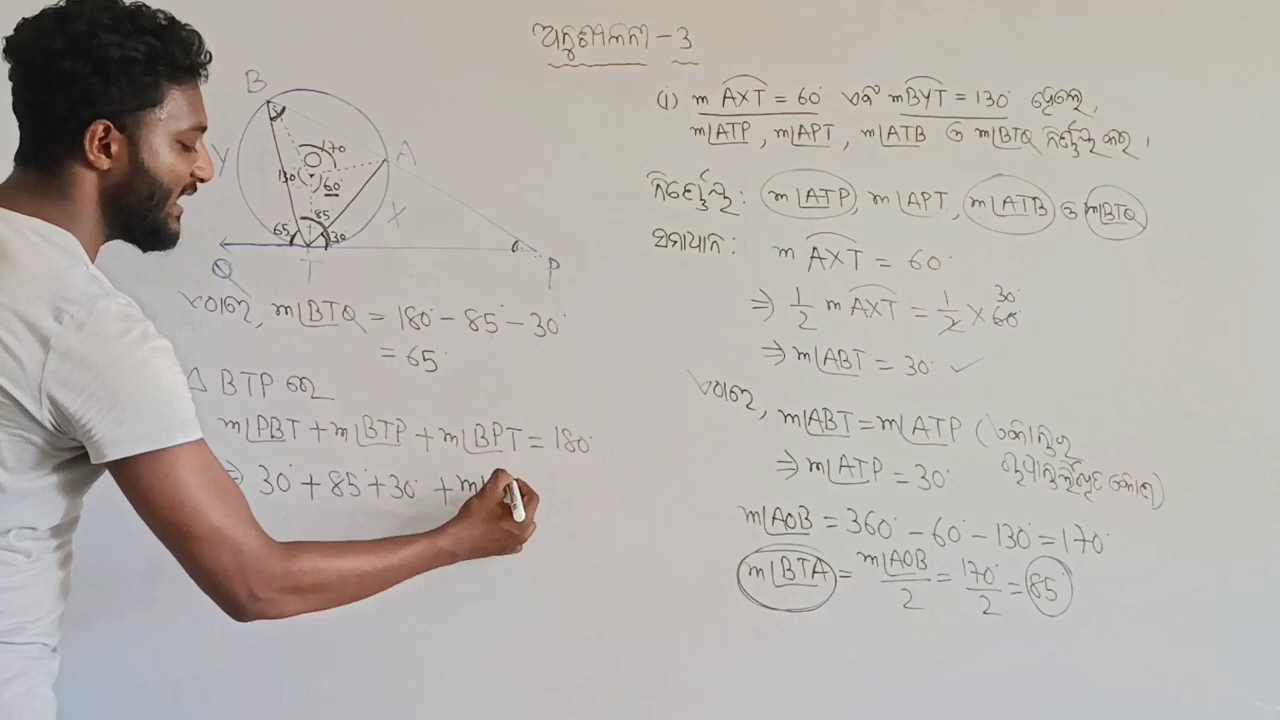 ଅନୁଶୀଳନୀ - 3
(i) m AXT = 60° ଏବଂ mBYT = 130° ହେଲେ,
m∠ATP, m∠APT, m∠ATB ଓ m∠BTQ ନିର୍ଣ୍ଣୟ କର ।
ନିର୍ଣ୍ଣେୟ : m∠ATP, m∠APT, m∠ATB ଓ m∠BTQ
ସମାଧାନ : m AXT = 60°
⇒ 1/2 m AXT = 1/2 × 60° 30°
⇒ m∠ABT = 30° ✓
ଏଠାରେ, m∠ABT = m∠ATP (ଏକାନ୍ତର
⇒ m∠ATP = 30°
m∠AOB = 360° - 60° - 130° = 170°
m∠BTA = m∠AOB/2 = 170°/2 = 85°
B
Y
O
170
A
130
60°
X
65
85
30
Q
T
P
ଏଠାରେ, m∠BTQ = 180° - 85° - 30°
= 65°
△ BTP ରେ
m∠PBT + m∠BTP + m∠BPT = 180°
⇒ 30° + 85° + 30° + m∠